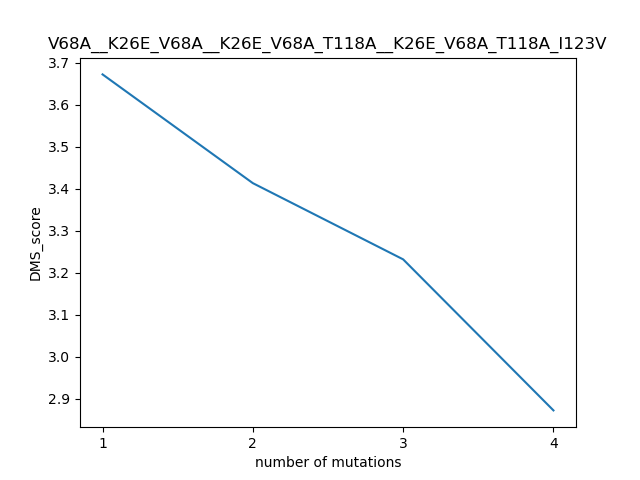 V68A__K26E_V68A__K26E_V68A_T118A__K26E_V68A_T118A_I123V
3.7
3.6
3.5
3.4
3.3
3.2
3.1
3.0
2.9
DMS_score
1 2 3 4
number of mutations